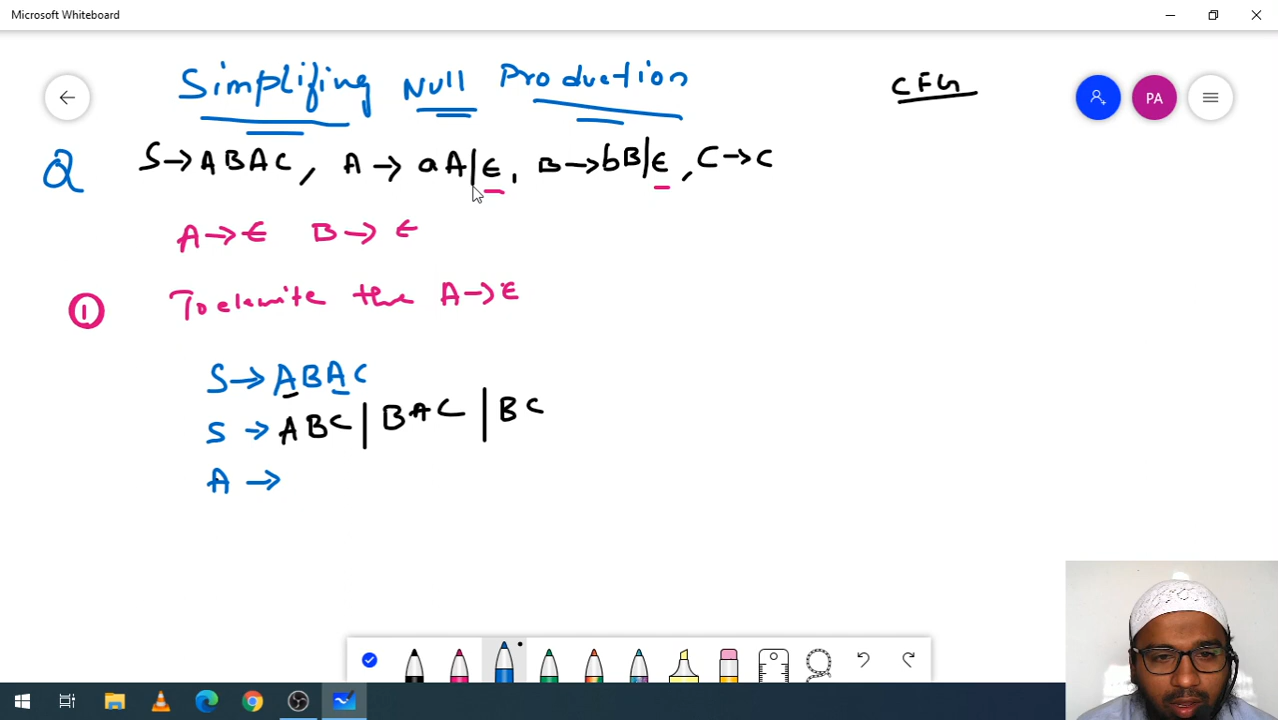 Microsoft Whiteboard
Simplifing Null Production
CFG
PA
Q S→ABAC, A→aA|ε, B→bB|ε, C→C
A→ε B→ε
① To elemite the A→ε
S→ABAC
S→ABC|BAC|BC
A→